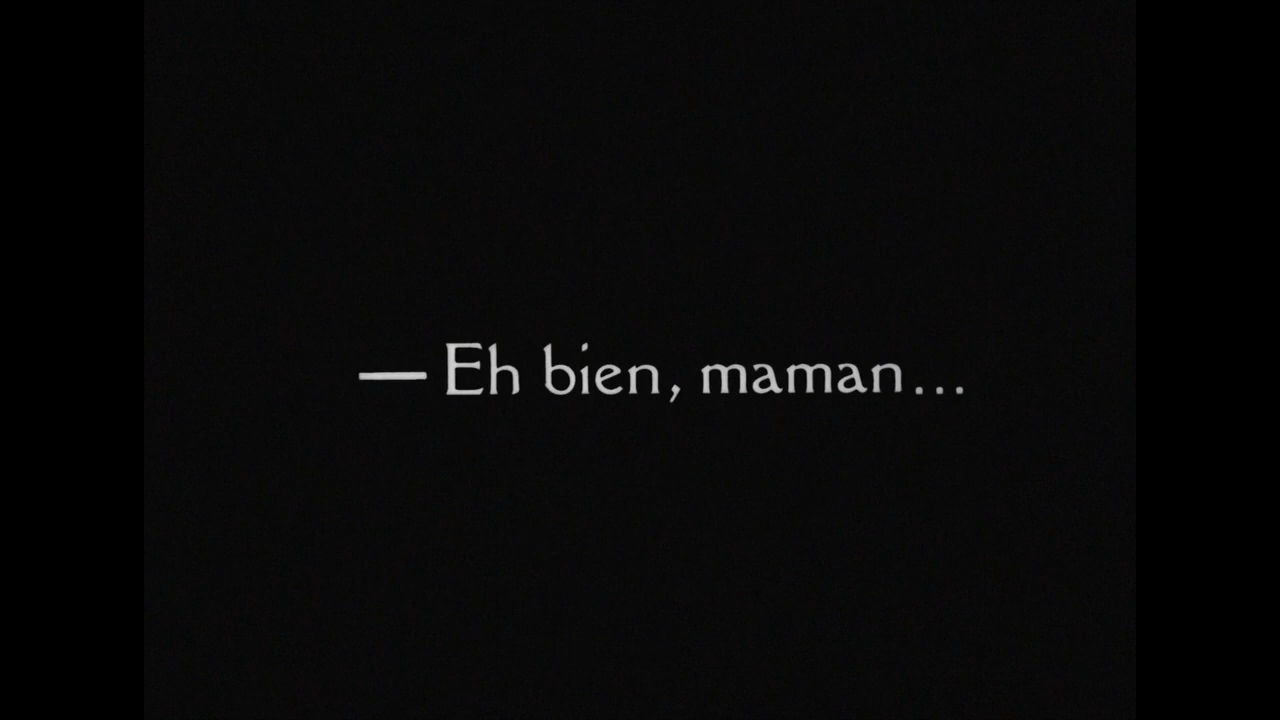 — Eh bien, maman...